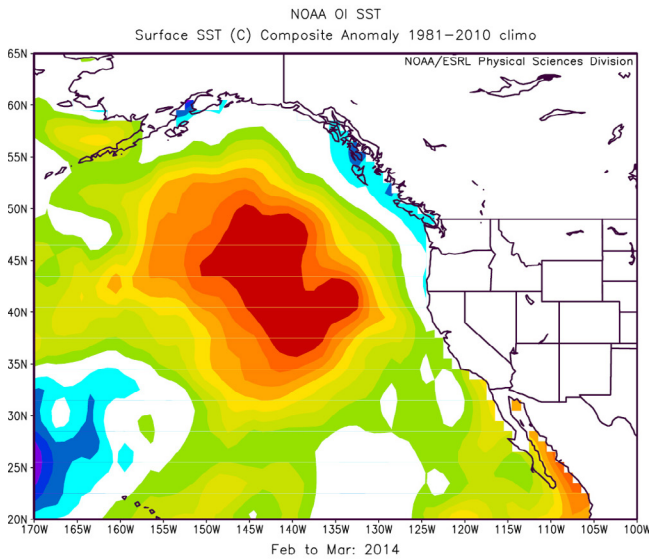 NOAA OI SST
Surface SST (C) Composite Anomaly 1981-2010 climo
NOAA/ESRL Physical Sciences Division
65N
60N
55N
50N
45N
40N
35N
30N
25N
20N
170W 165W 160W 155W 150W 145W 140W 135W 130W 125W 120W 115W 110W 105W 100W
Feb to Mar: 2014